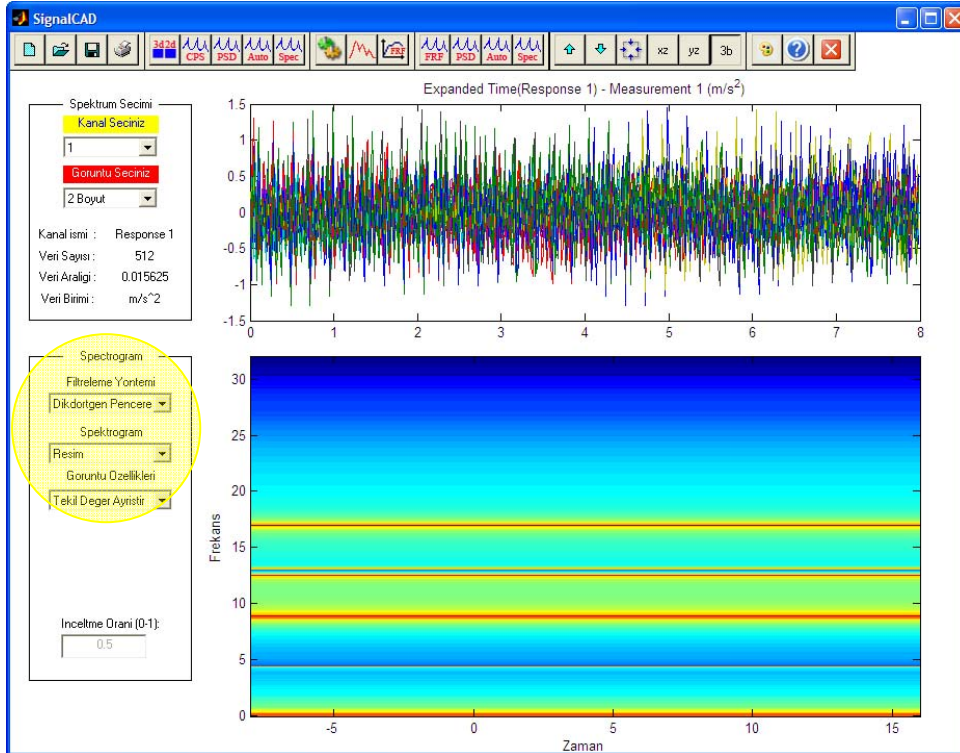 SignalCAD
3d2d CPS PSD Auto Spec FRF FRF PSD Auto Spec xz yz 3b
Spektrum Secimi
Kanal Seciniz
1
Goruntu Seciniz
2 Boyut
Kanal ismi : Response 1
Veri Sayısı : 512
Veri Araligi : 0.015625
Veri Birimi : m/s^2
Expanded Time(Response 1) - Measurement 1 (m/s²)
1.5
1
0.5
0
-0.5
-1
-1.5
0 1 2 3 4 5 6 7 8
Spectrogram
Filtreleme Yontemi
Dikdortgen Pencere
Spektrogram
Resim
Goruntu Ozellikleri
Tekil Deger Ayristir
Inceltme Orani (0-1):
0.5
Frekans
30
25
20
15
10
5
0
-5 0 5 10 15
Zaman